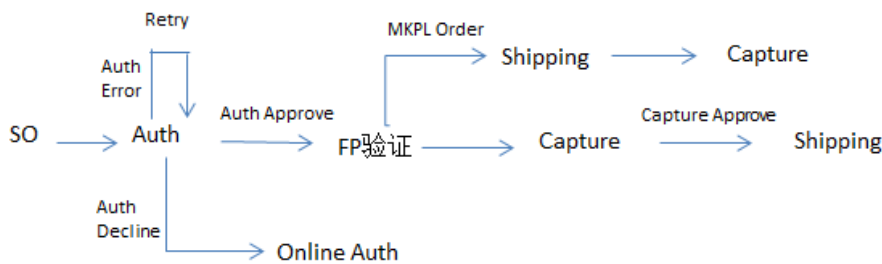 Retry
MKPL Order
Shipping
Capture
Auth
Error
SO
Auth
Auth Approve
FP验证
Capture
Capture Approve
Shipping
Auth
Decline
Online Auth